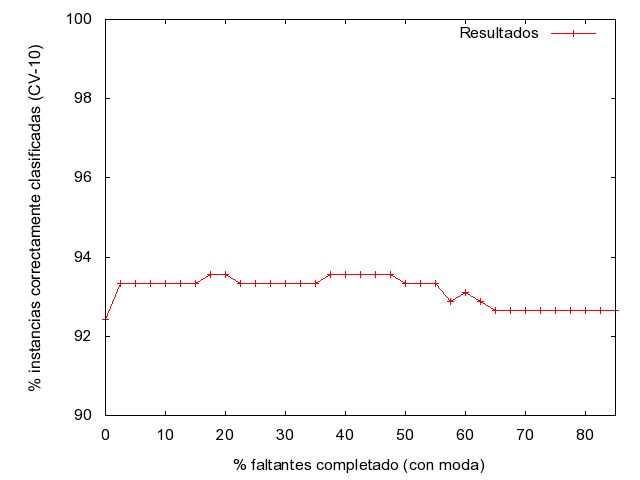 100
98
96
94
92
90
0 10 20 30 40 50 60 70 80
% instancias correctamente clasificadas (CV-10)
% faltantes completado (con moda)
Resultados